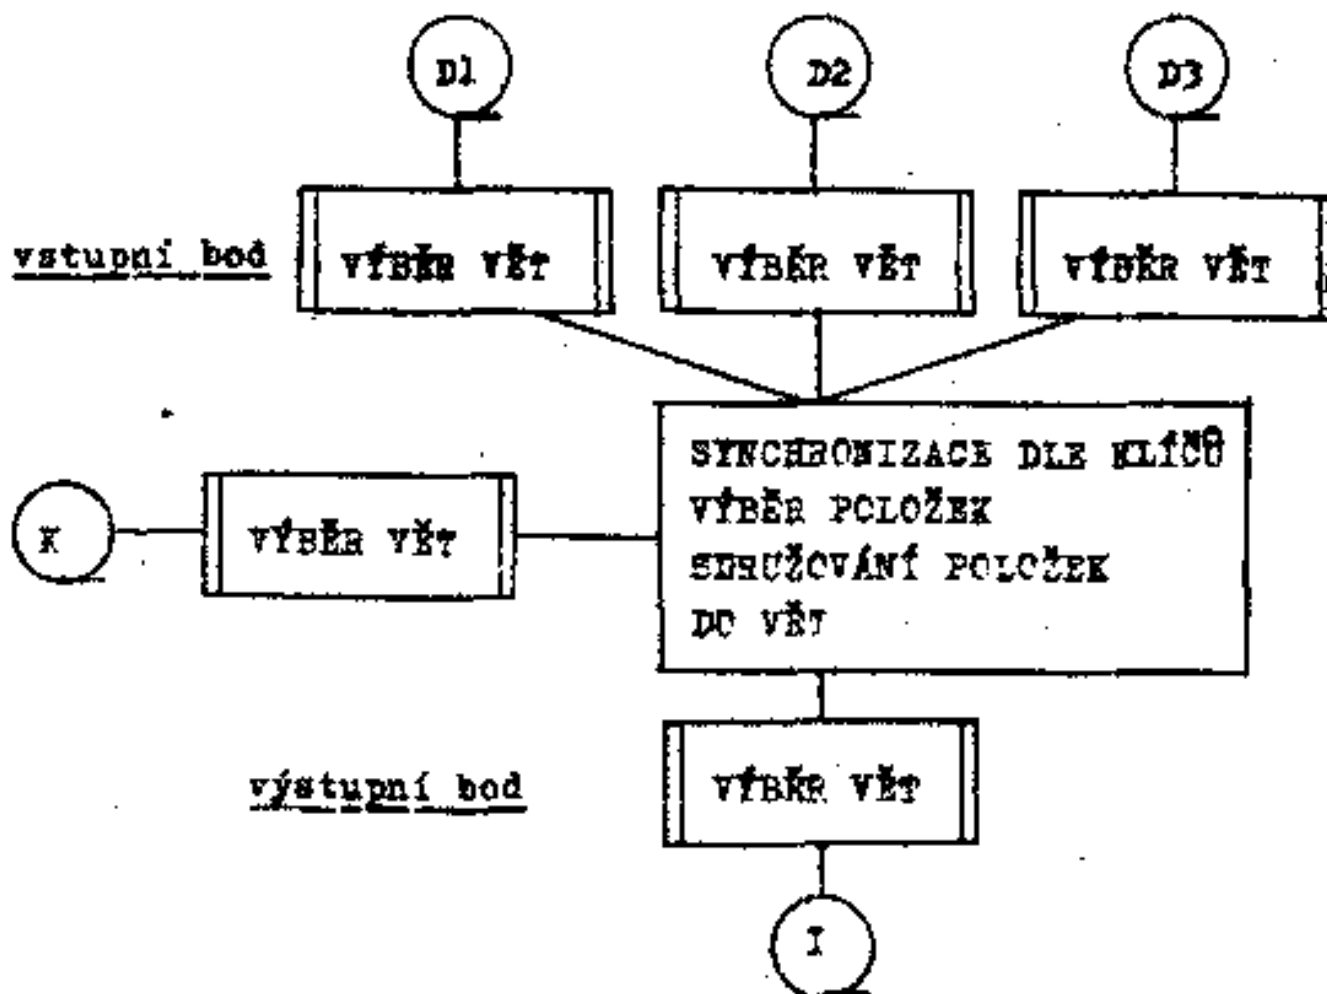 D1 D2 D3
vstupní bod VÝBĚR VĚT VÝBĚR VĚT VÝBĚR VĚT
SYNCHRONIZACE DLE KLÍČŮ
VÝBĚR POLOŽEK
K VÝBĚR VĚT
SDRUŽOVÁNÍ POLOŽEK
DO VĚT
výstupní bod VÝBĚR VĚT
I